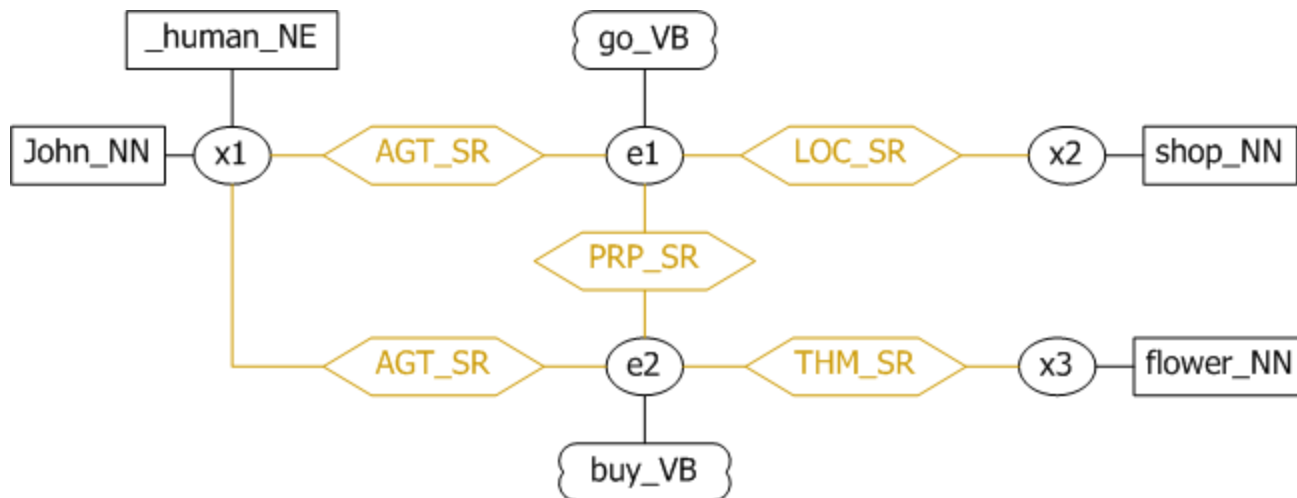 _human_NE
go_VB
John_NN
x1
AGT_SR
e1
LOC_SR
x2
shop_NN
PRP_SR
AGT_SR
e2
THM_SR
x3
flower_NN
buy_VB